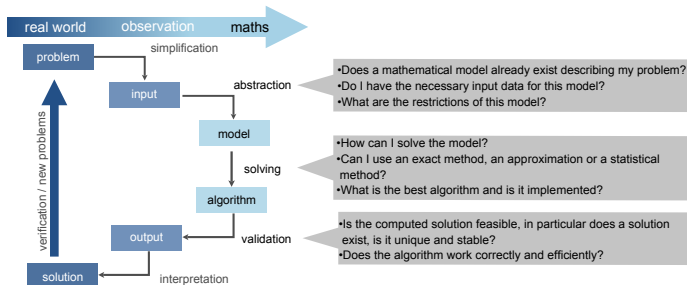 real world observation maths
simplification
problem
abstraction
input
model
solving
algorithm
validation
output
interpretation
solution
verification / new problems
•Does a mathematical model already exist describing my problem?
•Do I have the necessary input data for this model?
•What are the restrictions of this model?
•How can I solve the model?
•Can I use an exact method, an approximation or a statistical
method?
•What is the best algorithm and is it implemented?
•Is the computed solution feasible, in particular does a solution
exist, is it unique and stable?
•Does the algorithm work correctly and efficiently?